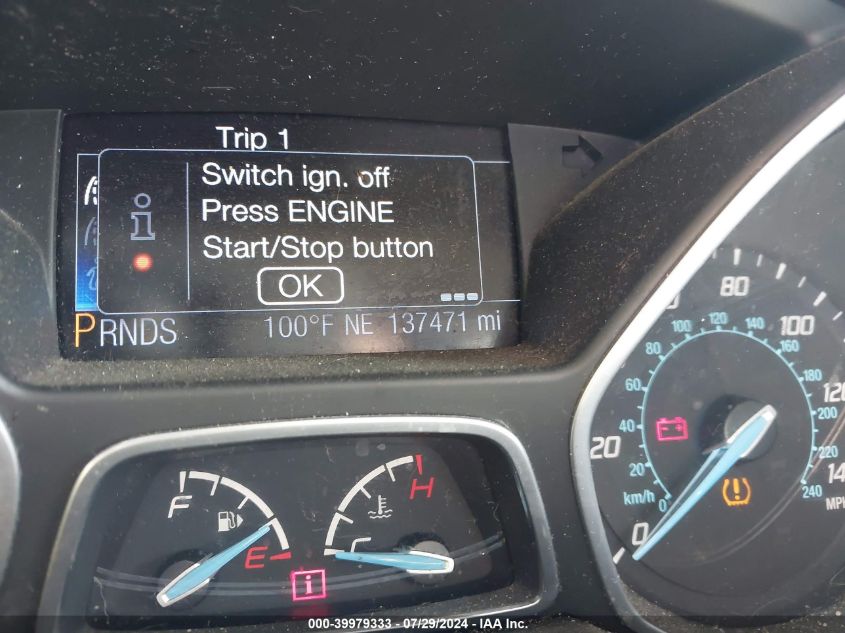 Trip 1
Switch ign. off
Press ENGINE
Start/Stop button
OK
PRNDS 100°F NE 137471 mi
80
100
120
20
0
MPH
100 120 140
80 160
60 180
40 200
20 220
km/h 0 240
F
E
H
C
000-39979333 / 07/29/2024 - IAA Inc.